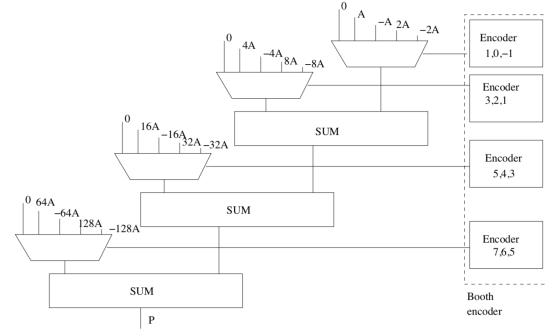 0
A
−A
2A
−2A
Encoder
1,0,−1
0
4A
−4A
8A
−8A
Encoder
3,2,1
SUM
0
16A
−16A
32A
−32A
Encoder
5,4,3
SUM
0
64A
−64A
128A
−128A
Encoder
7,6,5
SUM
Booth
encoder
P